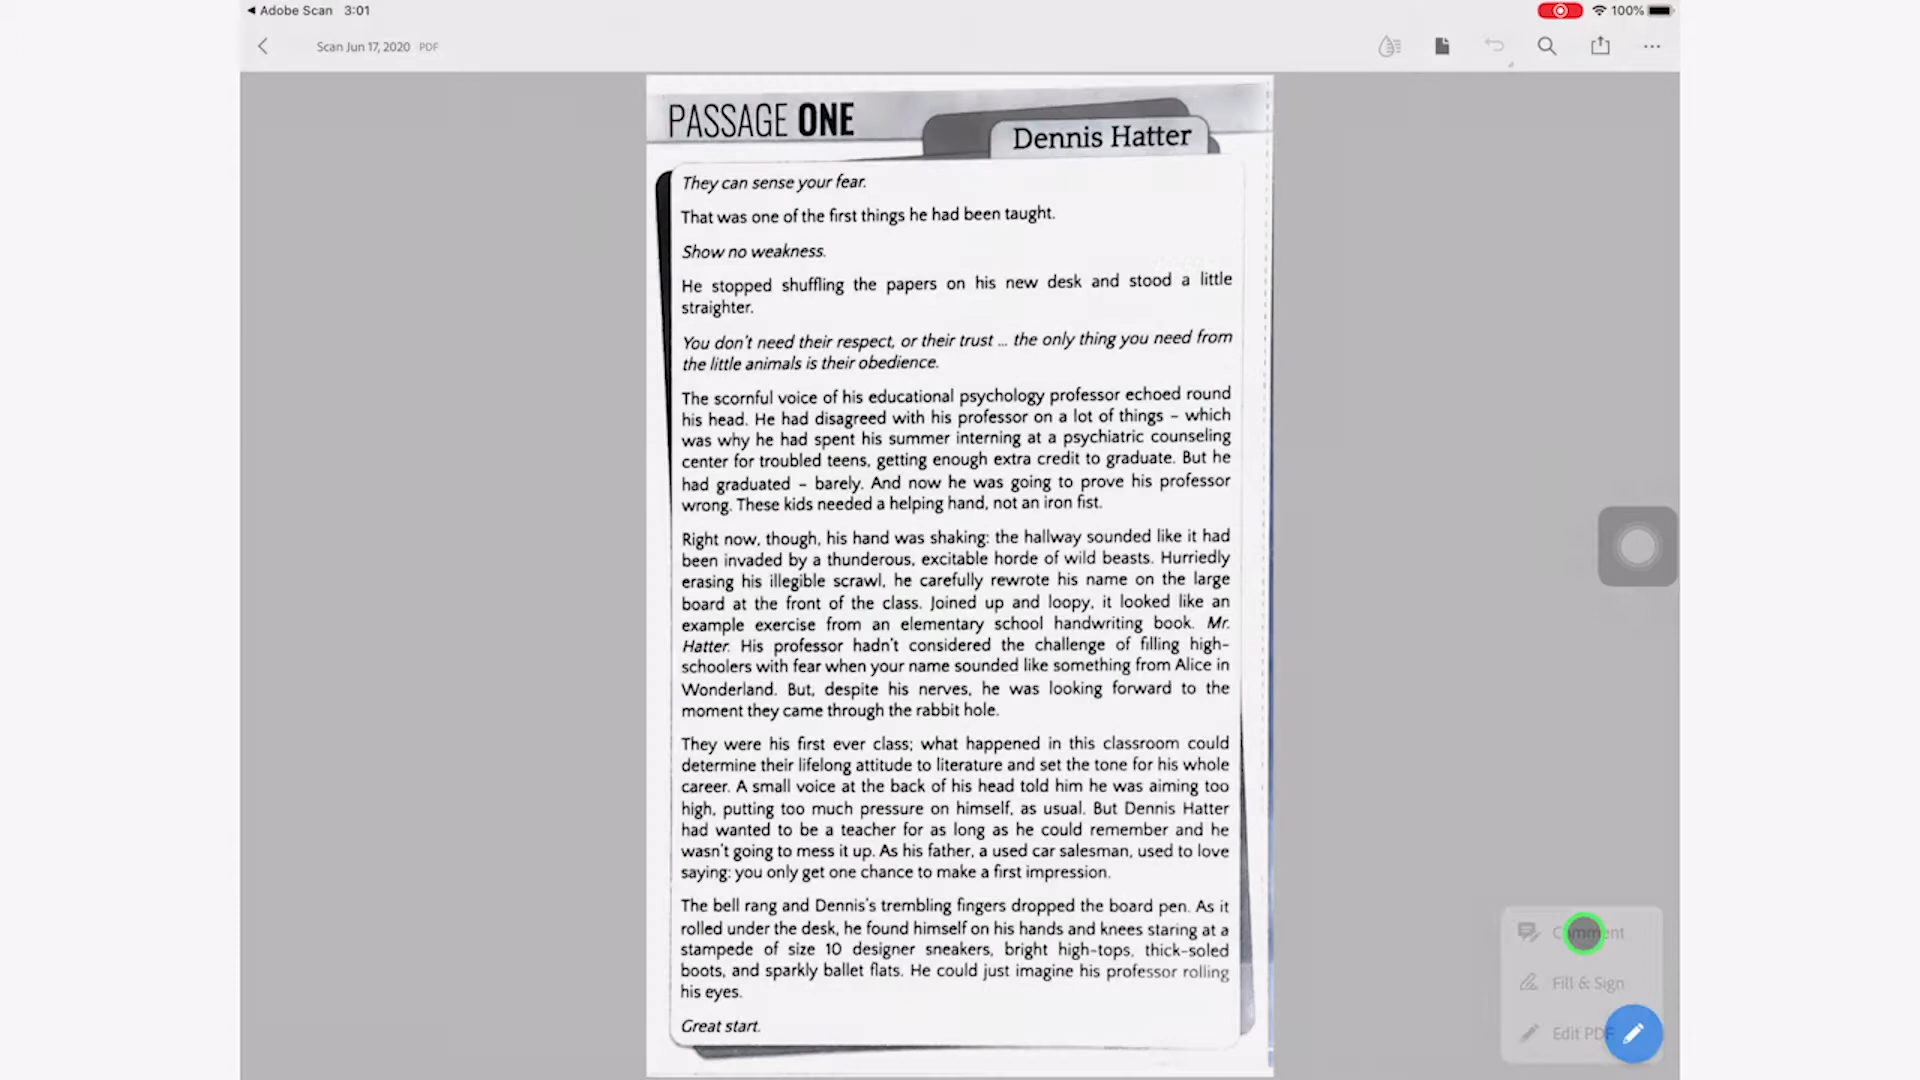 Adobe Scan 3:01
100%
Scan Jun 17, 2020 PDF
PASSAGE ONE
Dennis Hatter
They can sense your fear.
That was one of the first things he had been taught.
Show no weakness.
He stopped shuffling the papers on his new desk and stood a little
straighter.
You don't need their respect, or their trust ... the only thing you need from
the little animals is their obedience.
The scornful voice of his educational psychology professor echoed round
his head. He had disagreed with his professor on a lot of things – which
was why he had spent his summer interning at a psychiatric counseling
center for troubled teens, getting enough extra credit to graduate. But he
had graduated – barely. And now he was going to prove his professor
wrong. These kids needed a helping hand, not an iron fist.
Right now, though, his hand was shaking: the hallway sounded like it had
been invaded by a thunderous, excitable horde of wild beasts. Hurriedly
erasing his illegible scrawl, he carefully rewrote his name on the large
board at the front of the class. Joined up and loopy, it looked like an
example exercise from an elementary school handwriting book. Mr.
Hatter. His professor hadn't considered the challenge of filling high-
schoolers with fear when your name sounded like something from Alice in
Wonderland. But, despite his nerves, he was looking forward to the
moment they came through the rabbit hole.
They were his first ever class; what happened in this classroom could
determine their lifelong attitude to literature and set the tone for his whole
career. A small voice at the back of his head told him he was aiming too
high, putting too much pressure on himself, as usual. But Dennis Hatter
had wanted to be a teacher for as long as he could remember and he
wasn't going to mess it up. As his father, a used car salesman, used to love
saying: you only get one chance to make a first impression.
The bell rang and Dennis's trembling fingers dropped the board pen. As it
rolled under the desk, he found himself on his hands and knees staring at a
stampede of size 10 designer sneakers, bright high-tops, thick-soled
boots, and sparkly ballet flats. He could just imagine his professor rolling
his eyes.
Great start.
Comment
Fill & Sign
Edit PDF